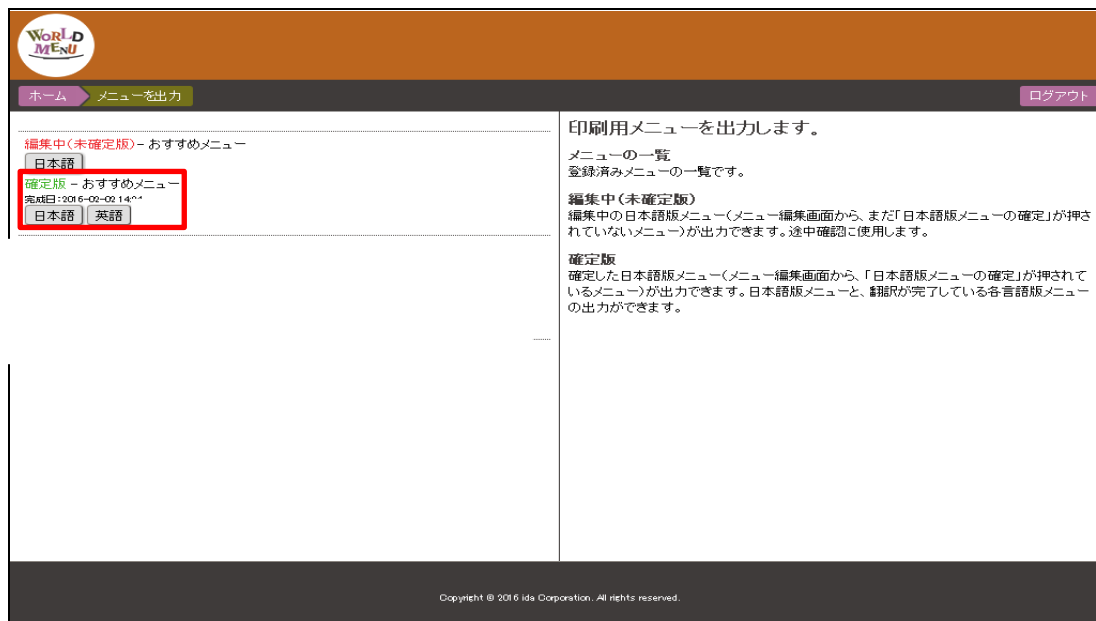 WORLD
MENU
ホーム
メニューを出力
ログアウト
編集中(未確定版)- おすすめメニュー
日本語
確定版 - おすすめメニュー
完成日:2016-02-02 14:
日本語 英語
印刷用メニューを出力します。
メニューの一覧
登録済みメニューの一覧です。
編集中(未確定版)
編集中の日本語版メニュー(メニュー編集画面から、まだ「日本語版メニューの確定」が押さ
れていないメニュー)が出力できます。途中確認に使用します。
確定版
確定した日本語版メニュー(メニュー編集画面から、「日本語版メニューの確定」が押されて
いるメニュー)が出力できます。日本語版メニューと、翻訳が完了している各言語版メニュー
の出力ができます。
Copyright © 2016 ida Corporation. All rights reserved.